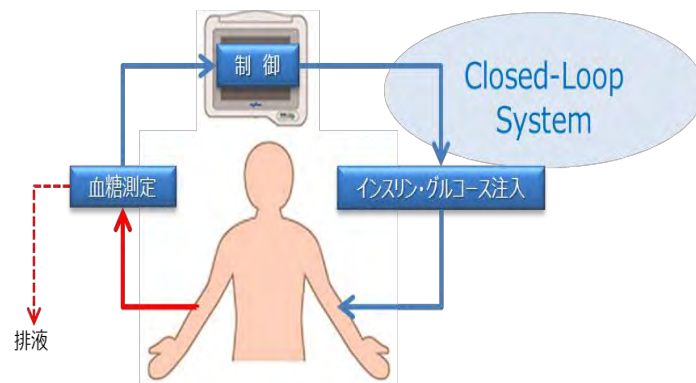 制 御
Closed-Loop
System
血糖測定
インスリン・グルコース注入
排液